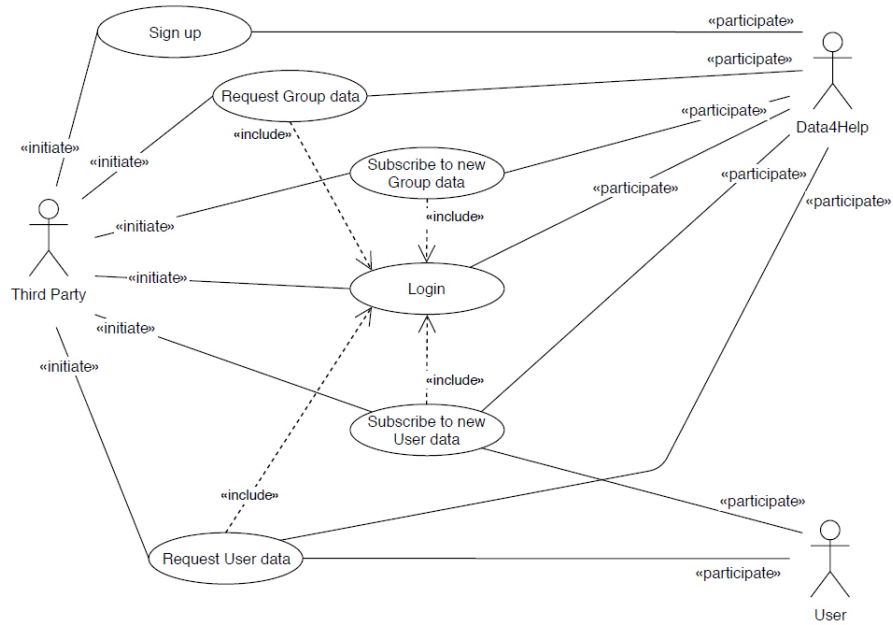 Sign up
«participate»
Request Group data
«participate»
Data4Help
«include»
«initiate»
«initiate»
«participate»
Subscribe to new
Group data
«participate»
«participate»
«participate»
«include»
«initiate»
Third Party
«initiate»
Login
«initiate»
«initiate»
«include»
Subscribe to new
User data
«include»
«participate»
Request User data
«participate»
User